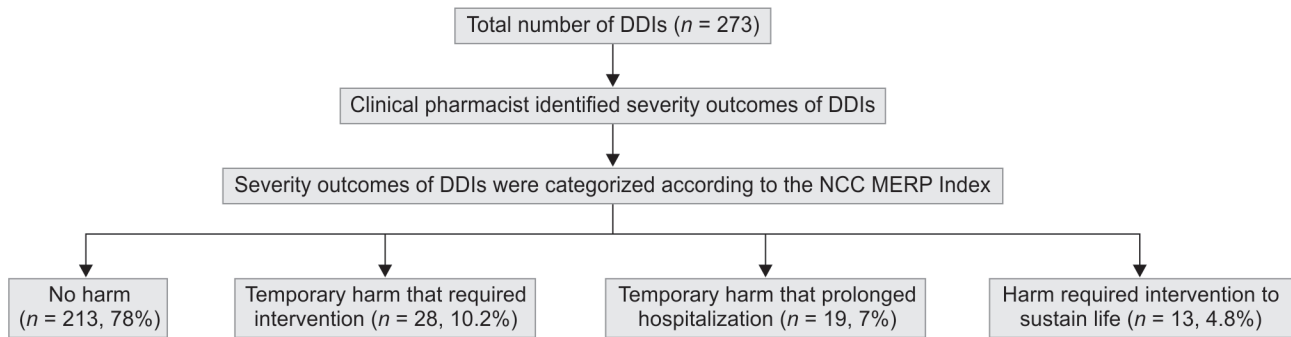 Total number of DDIs (n = 273)
Clinical pharmacist identified severity outcomes of DDIs
Severity outcomes of DDIs were categorized according to the NCC MERP Index
No harm
(n = 213, 78%)
Temporary harm that required
intervention (n = 28, 10.2%)
Temporary harm that prolonged
hospitalization (n = 19, 7%)
Harm required intervention to
sustain life (n = 13, 4.8%)